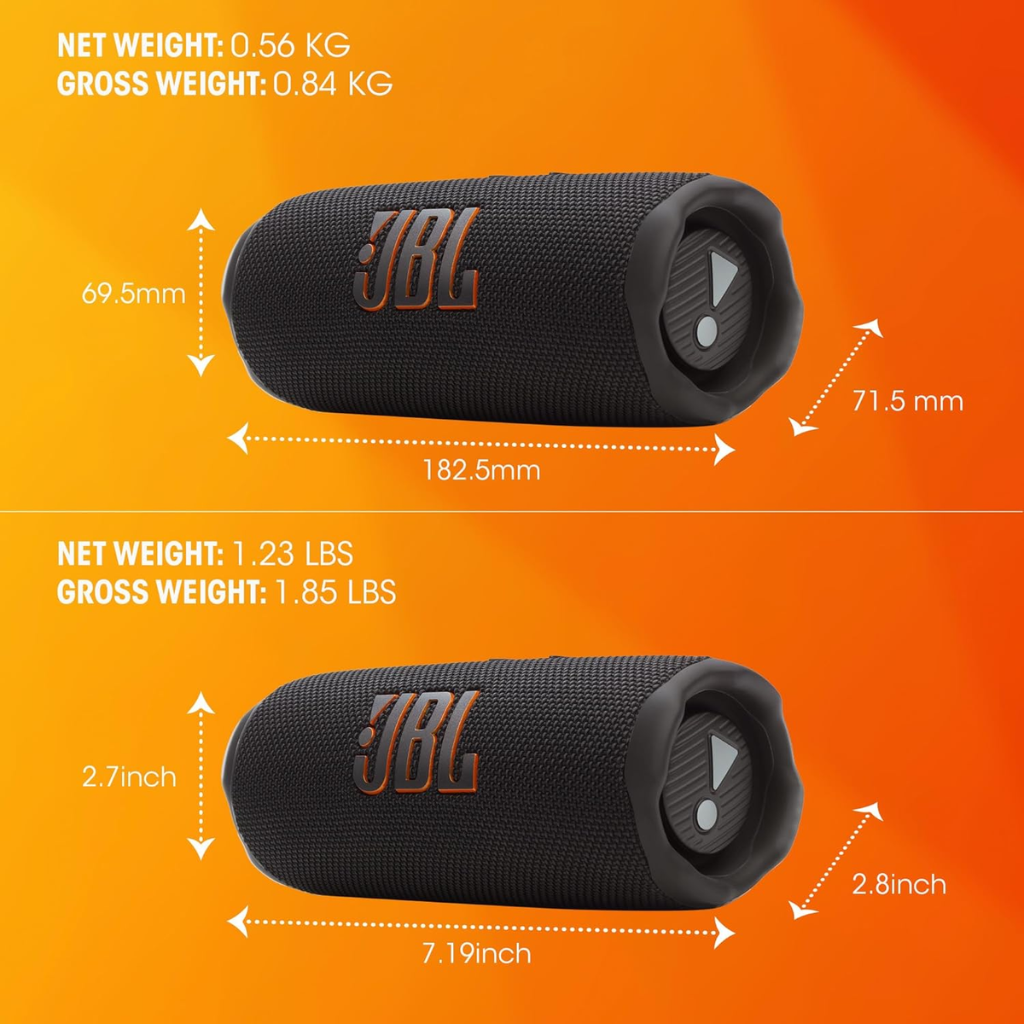 NET WEIGHT: 0.56 KG
GROSS WEIGHT: 0.84 KG
JBL
69.5mm
71.5 mm
182.5mm
NET WEIGHT: 1.23 LBS
GROSS WEIGHT: 1.85 LBS
JBL
2.7inch
2.8inch
7.19inch